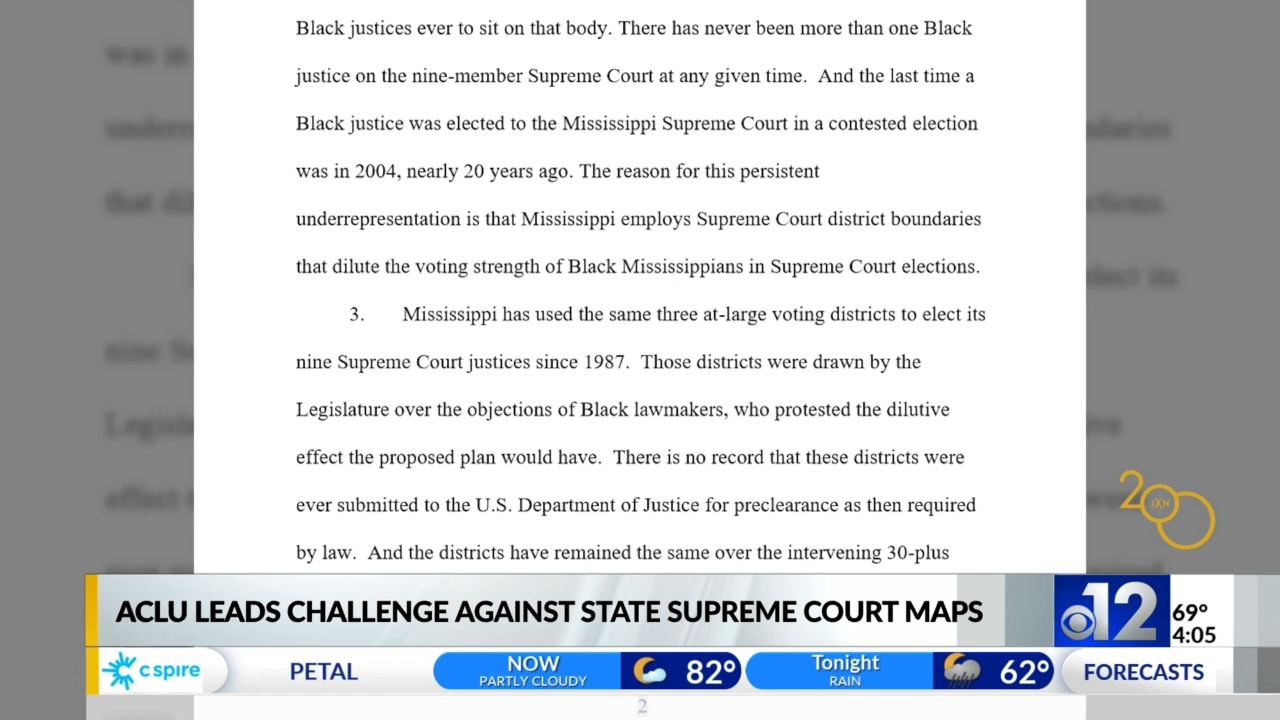 Black justices ever to sit on that body. There has never been more than one Black
justice on the nine-member Supreme Court at any given time.  And the last time a
Black justice was elected to the Mississippi Supreme Court in a contested election
was in 2004, nearly 20 years ago. The reason for this persistent
underrepresentation is that Mississippi employs Supreme Court district boundaries
that dilute the voting strength of Black Mississippians in Supreme Court elections.
3. Mississippi has used the same three at-large voting districts to elect its
nine Supreme Court justices since 1987.  Those districts were drawn by the
Legislature over the objections of Black lawmakers, who protested the dilutive
effect the proposed plan would have.  There is no record that these districts were
ever submitted to the U.S. Department of Justice for preclearance as then required
by law.  And the districts have remained the same over the intervening 30-plus
200
JXN
ACLU LEADS CHALLENGE AGAINST STATE SUPREME COURT MAPS
12
69°
4:05
c spire
PETAL
NOW
PARTLY CLOUDY
82°
Tonight
RAIN
62°
FORECASTS
2